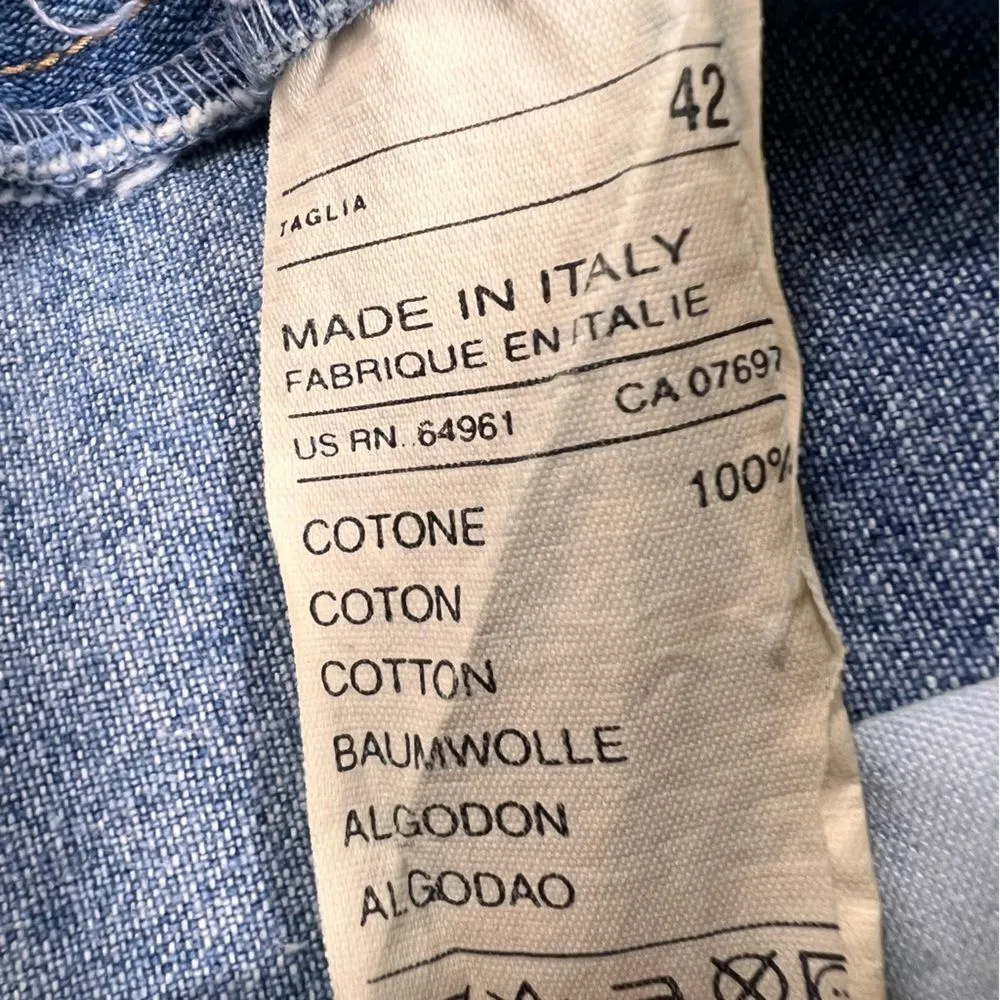 42
TAGLIA
MADE IN ITALY
FABRIQUE EN ITALIE
US RN. 64961 CA 07697
100%
COTONE
COTON
COTTON
BAUMWOLLE
ALGODON
ALGODAO